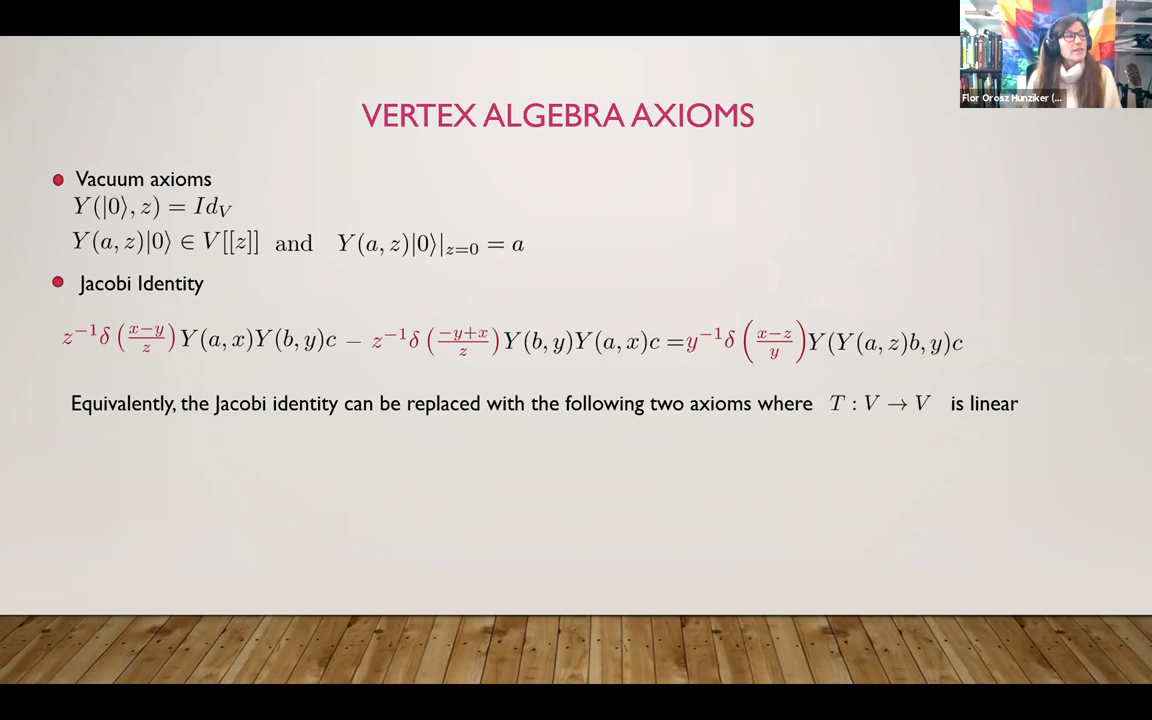 Flor Orosz Hunziker (...
VERTEX ALGEBRA AXIOMS
Vacuum axioms
Y(|0⟩, z) = Id_V
Y(a, z)|0⟩ ∈ V[[z]] and Y(a, z)|0⟩|_{z=0} = a
Jacobi Identity
z^{-1}δ((x−y)/z)Y(a, x)Y(b, y)c − z^{-1}δ((−y+x)/z)Y(b, y)Y(a, x)c = y^{-1}δ((x−z)/y)Y(Y(a, z)b, y)c
Equivalently, the Jacobi identity can be replaced with the following two axioms where T : V → V is linear